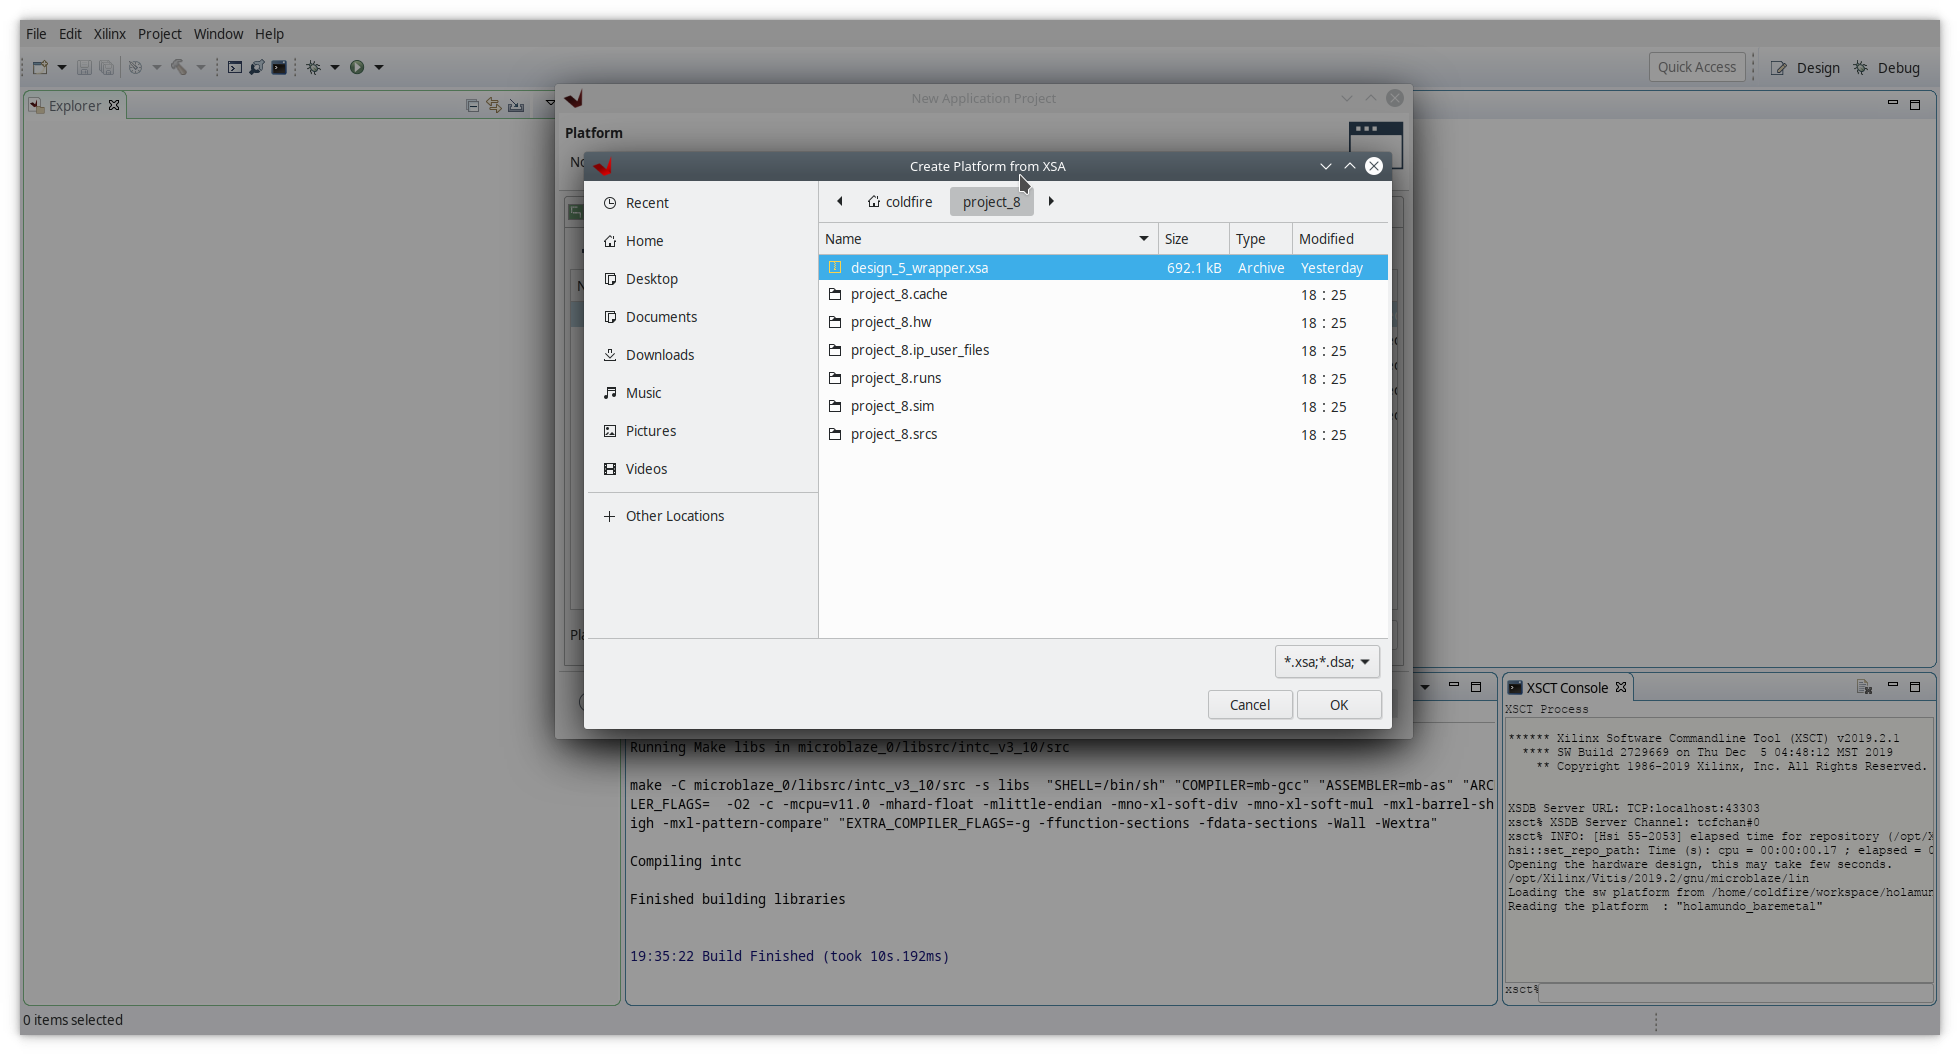 File Edit Xilinx Project Window Help
Quick Access Design Debug
Explorer
New Application Project
Platform
Create Platform from XSA
Recent
Home
Desktop
Documents
Downloads
Music
Pictures
Videos
Other Locations
coldfire project_8
Name Size Type Modified
design_5_wrapper.xsa 692.1 kB Archive Yesterday
project_8.cache 18 : 25
project_8.hw 18 : 25
project_8.ip_user_files 18 : 25
project_8.runs 18 : 25
project_8.sim 18 : 25
project_8.srcs 18 : 25
*.xsa;*.dsa;
Cancel OK
Running Make libs in microblaze_0/libsrc/intc_v3_10/src
make -C microblaze_0/libsrc/intc_v3_10/src -s libs "SHELL=/bin/sh" "COMPILER=mb-gcc" "ASSEMBLER=mb-as" "ARC
LER_FLAGS= -O2 -c -mcpu=v11.0 -mhard-float -mlittle-endian -mno-xl-soft-div -mno-xl-soft-mul -mxl-barrel-sh
igh -mxl-pattern-compare" "EXTRA_COMPILER_FLAGS=-g -ffunction-sections -fdata-sections -Wall -Wextra"
Compiling intc
Finished building libraries
19:35:22 Build Finished (took 10s.192ms)
XSCT Console
XSCT Process
****** Xilinx Software Commandline Tool (XSCT) v2019.2.1
**** SW Build 2729669 on Thu Dec 5 04:48:12 MST 2019
** Copyright 1986-2019 Xilinx, Inc. All Rights Reserved.
XSDB Server URL: TCP:localhost:43303
xsct% XSDB Server Channel: tcfchan#0
xsct% INFO: [Hsi 55-2053] elapsed time for repository (/opt/X
hsi::set_repo_path: Time (s): cpu = 00:00:00.17 ; elapsed = 0
Opening the hardware design, this may take few seconds.
/opt/Xilinx/Vitis/2019.2/gnu/microblaze/lin
Loading the sw platform from /home/coldfire/workspace/holamun
Reading the platform : "holamundo_baremetal"
xsct%
0 items selected